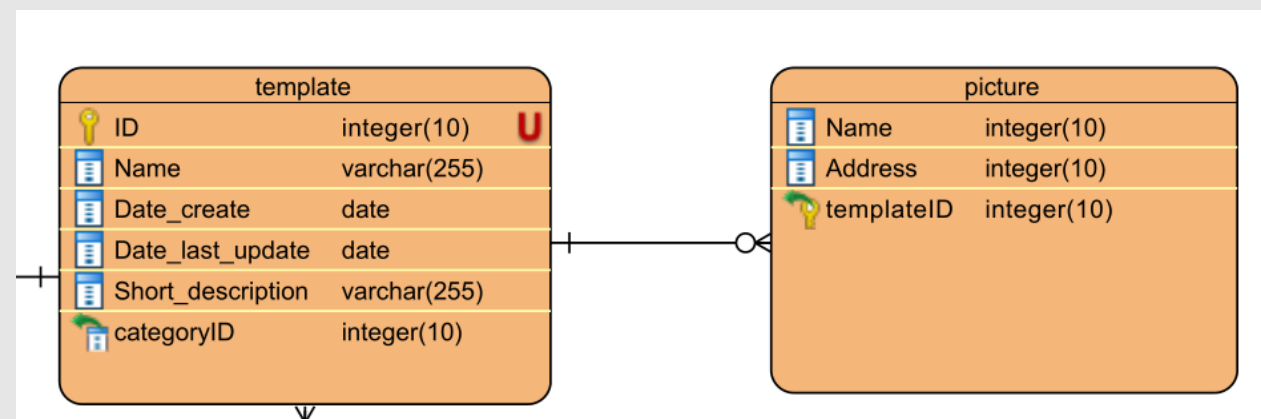 template
ID integer(10) U
Name varchar(255)
Date_create date
Date_last_update date
Short_description varchar(255)
categoryID integer(10)
picture
Name integer(10)
Address integer(10)
templateID integer(10)